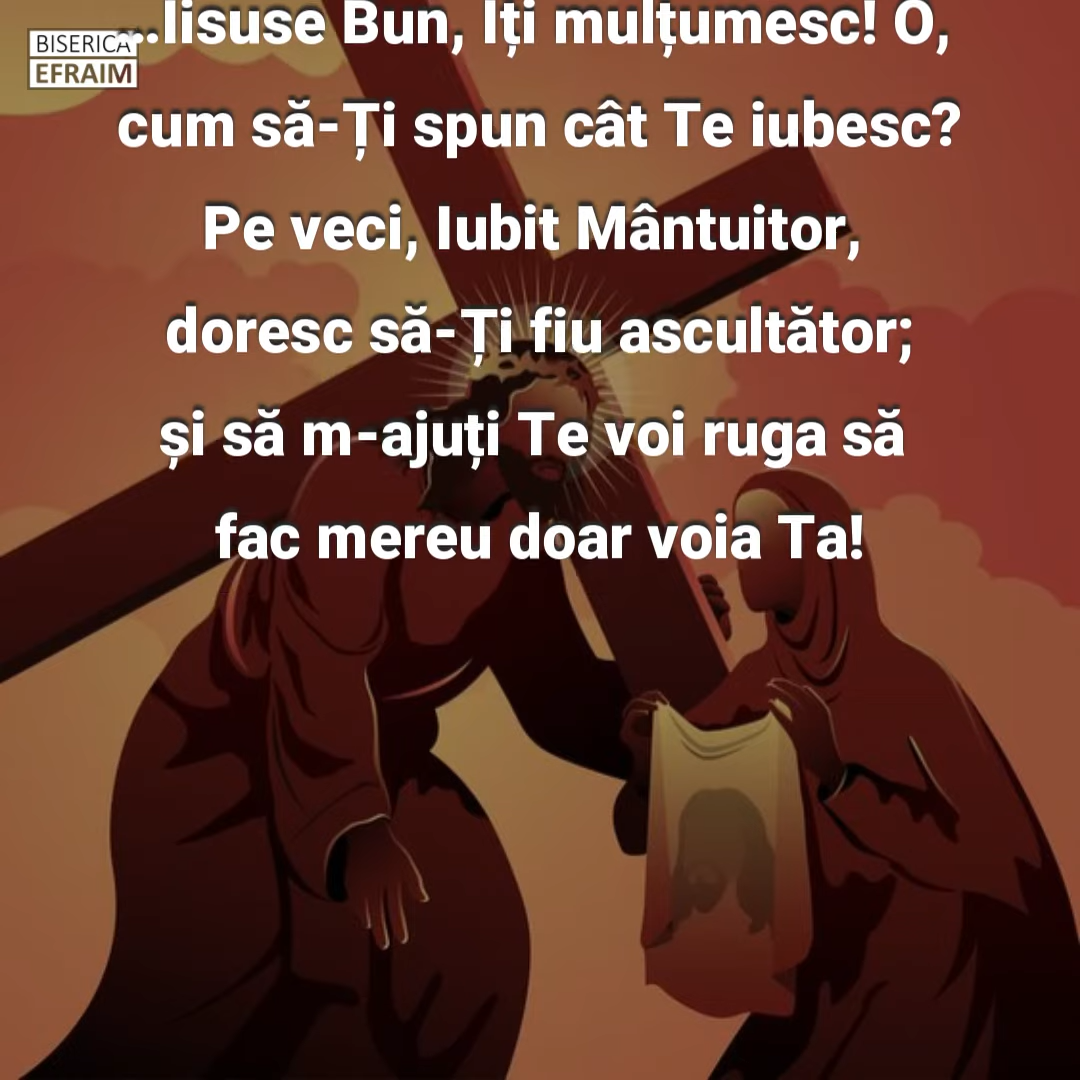 BISERICA
EFRAIM
...Iisuse Bun, Îți mulțumesc! O,
cum să-Ți spun cât Te iubesc?
Pe veci, Iubit Mântuitor,
doresc să-Ți fiu ascultător;
și să m-ajuți Te voi ruga să
fac mereu doar voia Ta!